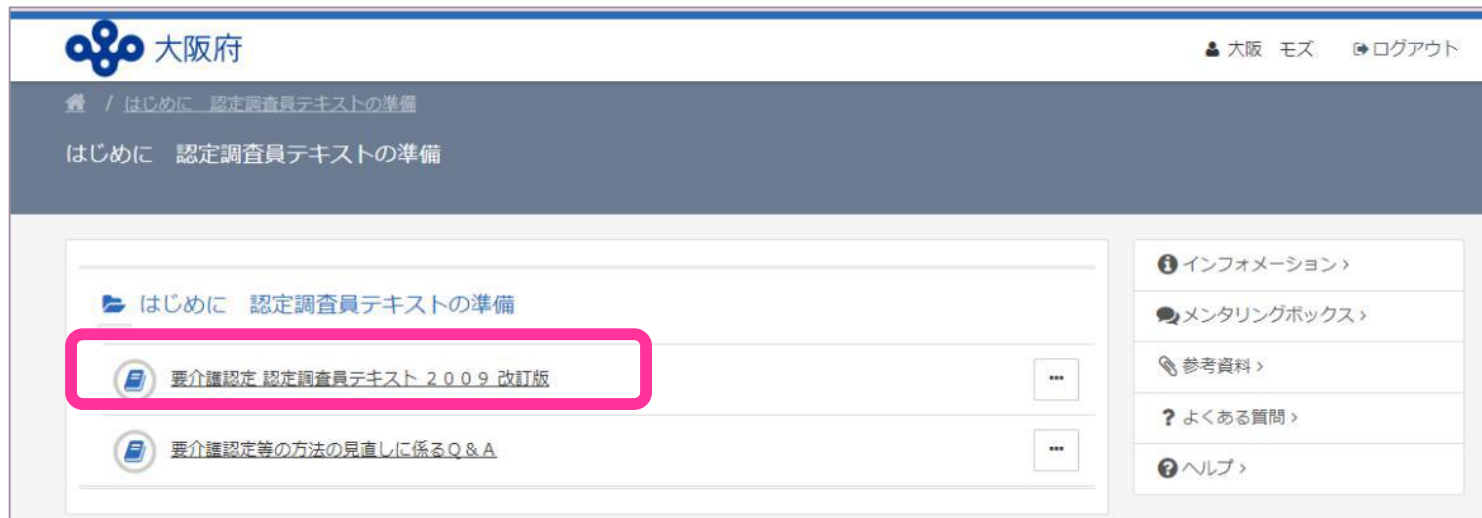 大阪府
大阪　モズ
ログアウト
/ はじめに　認定調査員テキストの準備
はじめに　認定調査員テキストの準備
はじめに　認定調査員テキストの準備
要介護認定 認定調査員テキスト ２００９ 改訂版
...
要介護認定等の方法の見直しに係るＱ＆Ａ
...
インフォメーション ›
メンタリングボックス ›
参考資料 ›
? よくある質問 ›
ヘルプ ›